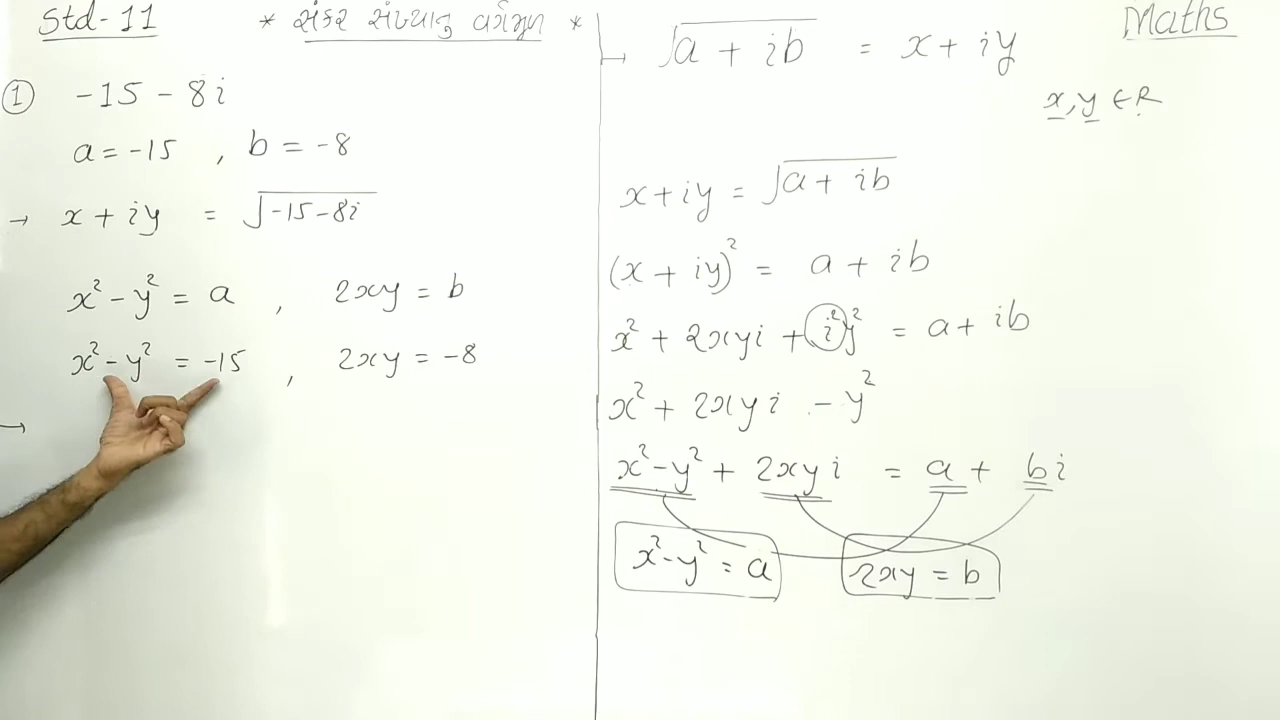 Std-11
* સંકર સંખ્યાનું વર્ગમૂળ *
① -15 - 8i
a = -15 , b = -8
→ x + iy = √-15-8i
x² - y² = a , 2xy = b
x² - y² = -15 , 2xy = -8
→
Maths
→ √a + ib = x + iy
x, y ∈ R
x + iy = √a + ib
(x + iy)² = a + ib
x² + 2xyi + i²y² = a + ib
x² + 2xyi - y²
x² - y² + 2xyi = a + bi
x² - y² = a 2xy = b